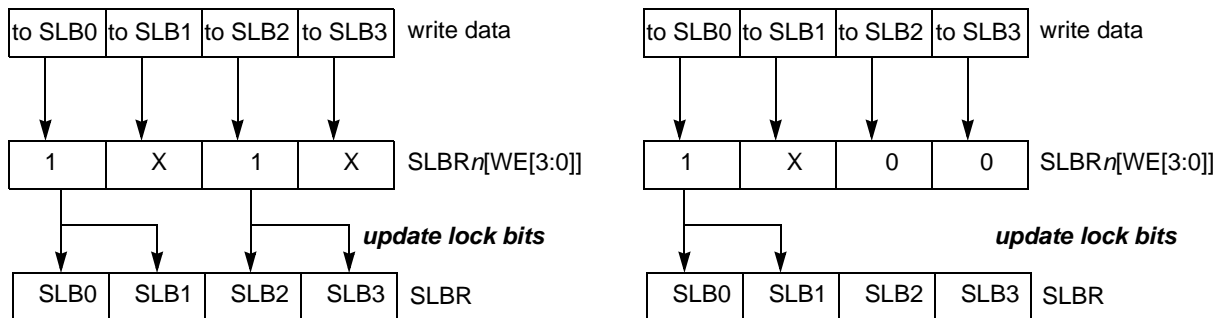 to SLB0 to SLB1 to SLB2 to SLB3 write data
1 X 1 X SLBRn[WE[3:0]]
update lock bits
SLB0 SLB1 SLB2 SLB3 SLBR
to SLB0 to SLB1 to SLB2 to SLB3 write data
1 X 0 0 SLBRn[WE[3:0]]
update lock bits
SLB0 SLB1 SLB2 SLB3 SLBR